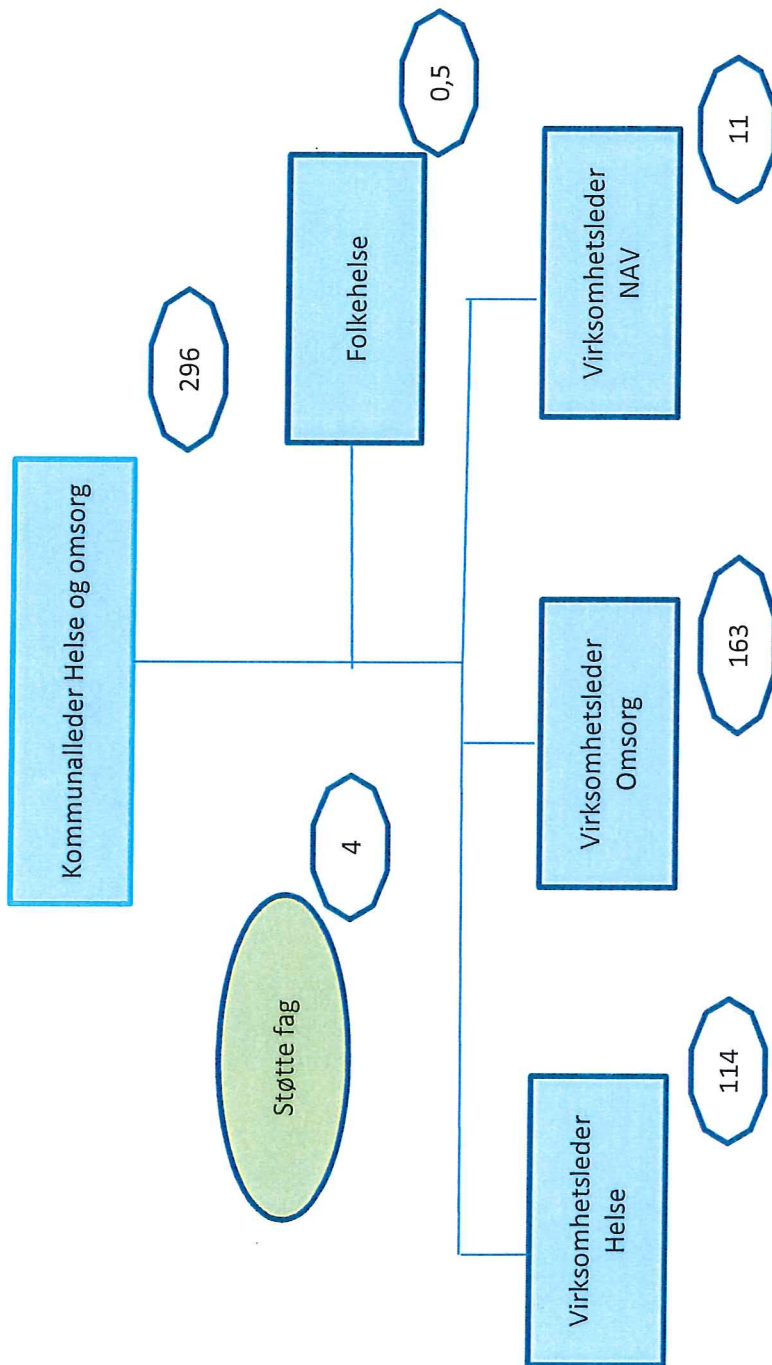 Kommunalleder Helse og omsorg
296
Støtte fag
4
Folkehelse
0,5
Virksomhetsleder
Helse
114
Virksomhetsleder
Omsorg
163
Virksomhetsleder
NAV
11